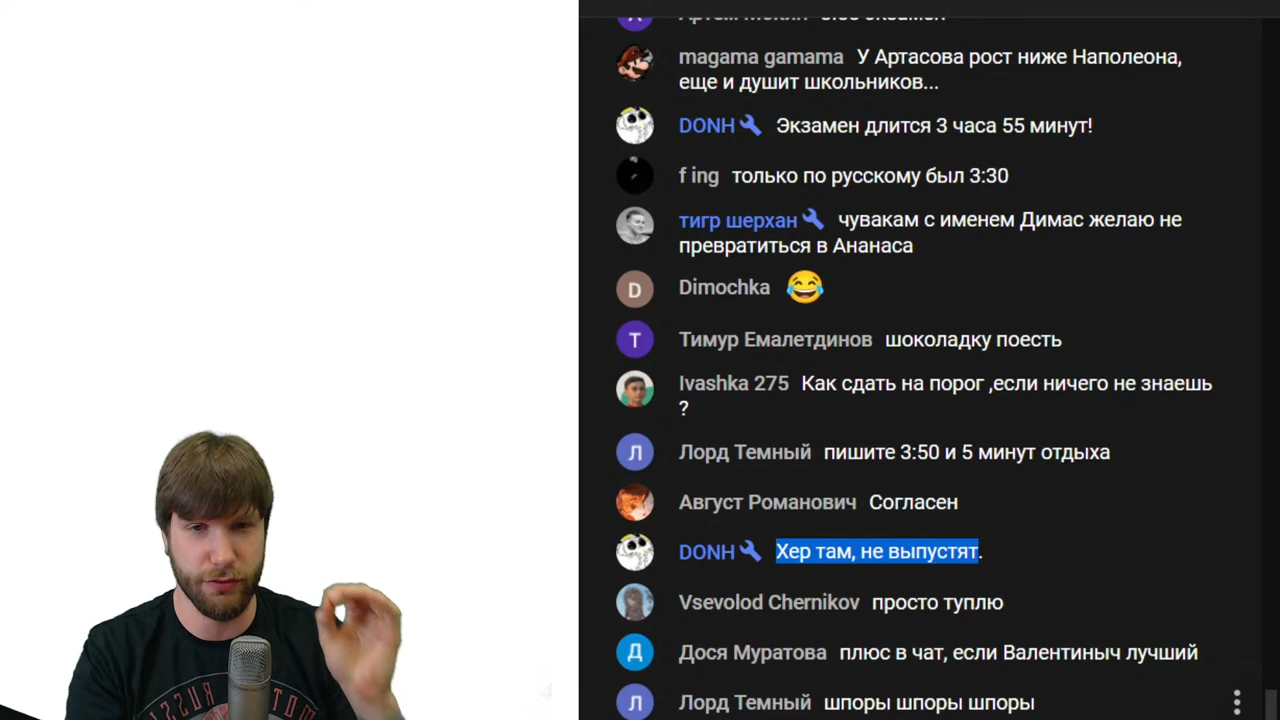 magama gamama У Артасова рост ниже Наполеона,
еще и душит школьников...
DONH Экзамен длится 3 часа 55 минут!
f ing только по русскому был 3:30
тигр шерхан чувакам с именем Димас желаю не
превратиться в Ананаса
D Dimochka 😂
Т Тимур Емалетдинов шоколадку поесть
Ivashka 275 Как сдать на порог ,если ничего не знаешь
?
Л Лорд Темный пишите 3:50 и 5 минут отдыха
Август Романович Согласен
DONH Хер там, не выпустят.
Vsevolod Chernikov просто туплю
Д Дося Муратова плюс в чат, если Валентиныч лучший
Л Лорд Темный шпоры шпоры шпоры